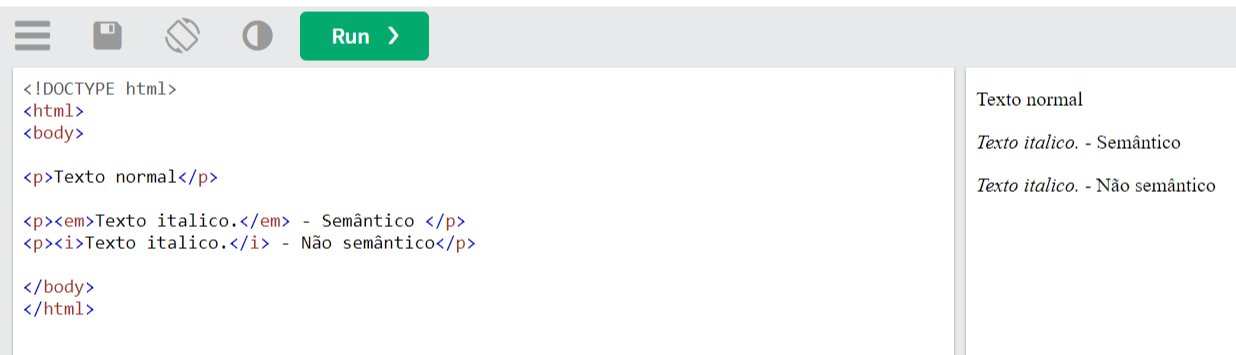 Run ❯
<!DOCTYPE html>
<html>
<body>
<p>Texto normal</p>
<p><em>Texto italico.</em> - Semântico </p>
<p><i>Texto italico.</i> - Não semântico</p>
</body>
</html>
Texto normal
Texto italico. - Semântico
Texto italico. - Não semântico